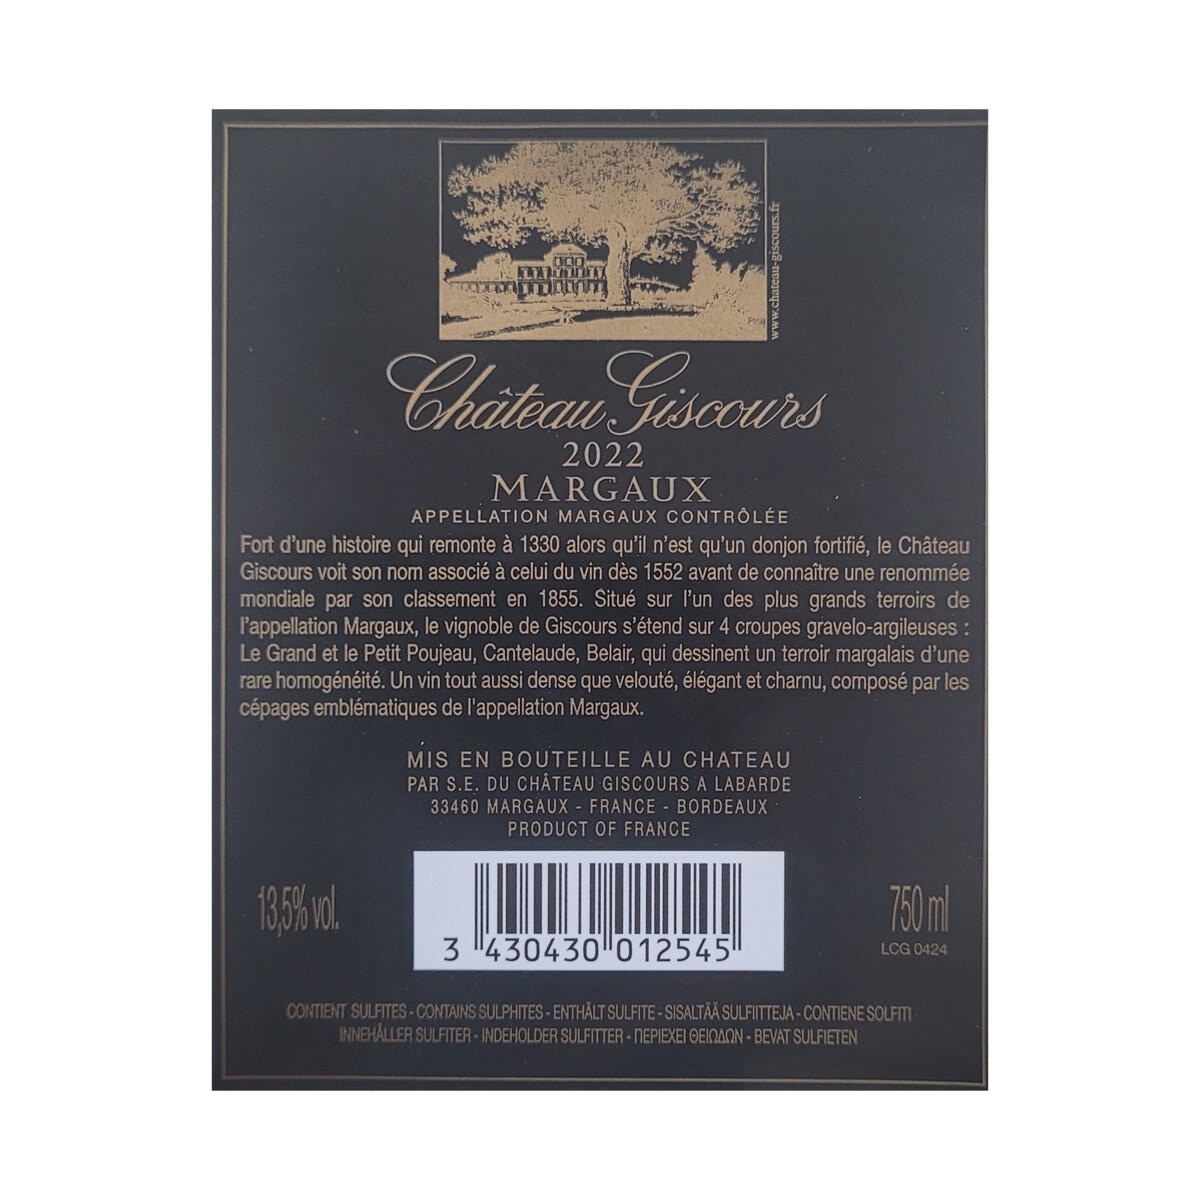 www.chateau-giscours.fr
Château Giscours
2022
MARGAUX
APPELLATION MARGAUX CONTRÔLÉE
Fort d'une histoire qui remonte à 1330 alors qu'il n'est qu'un donjon fortifié, le Château
Giscours voit son nom associé à celui du vin dès 1552 avant de connaître une renommée
mondiale par son classement en 1855. Situé sur l'un des plus grands terroirs de
l'appellation Margaux, le vignoble de Giscours s'étend sur 4 croupes gravelo-argileuses :
Le Grand et le Petit Poujeau, Cantelaude, Belair, qui dessinent un terroir margalais d'une
rare homogénéité. Un vin tout aussi dense que velouté, élégant et charnu, composé par les
cépages emblématiques de l'appellation Margaux.
MIS EN BOUTEILLE AU CHATEAU
PAR S.E. DU CHÂTEAU GISCOURS A LABARDE
33460 MARGAUX - FRANCE - BORDEAUX
PRODUCT OF FRANCE
13,5% vol.
750 ml
LCG 0424
3 430430 012545
CONTIENT SULFITES - CONTAINS SULPHITES - ENTHÄLT SULFITE - SISALTÄÄ SULFIITTEJA - CONTIENE SOLFITI
INNEHÅLLER SULFITER - INDEHOLDER SULFITTER - ΠΕΡΙΕΧΕΙ ΘΕΙΩΔΩΝ - BEVAT SULFIETEN